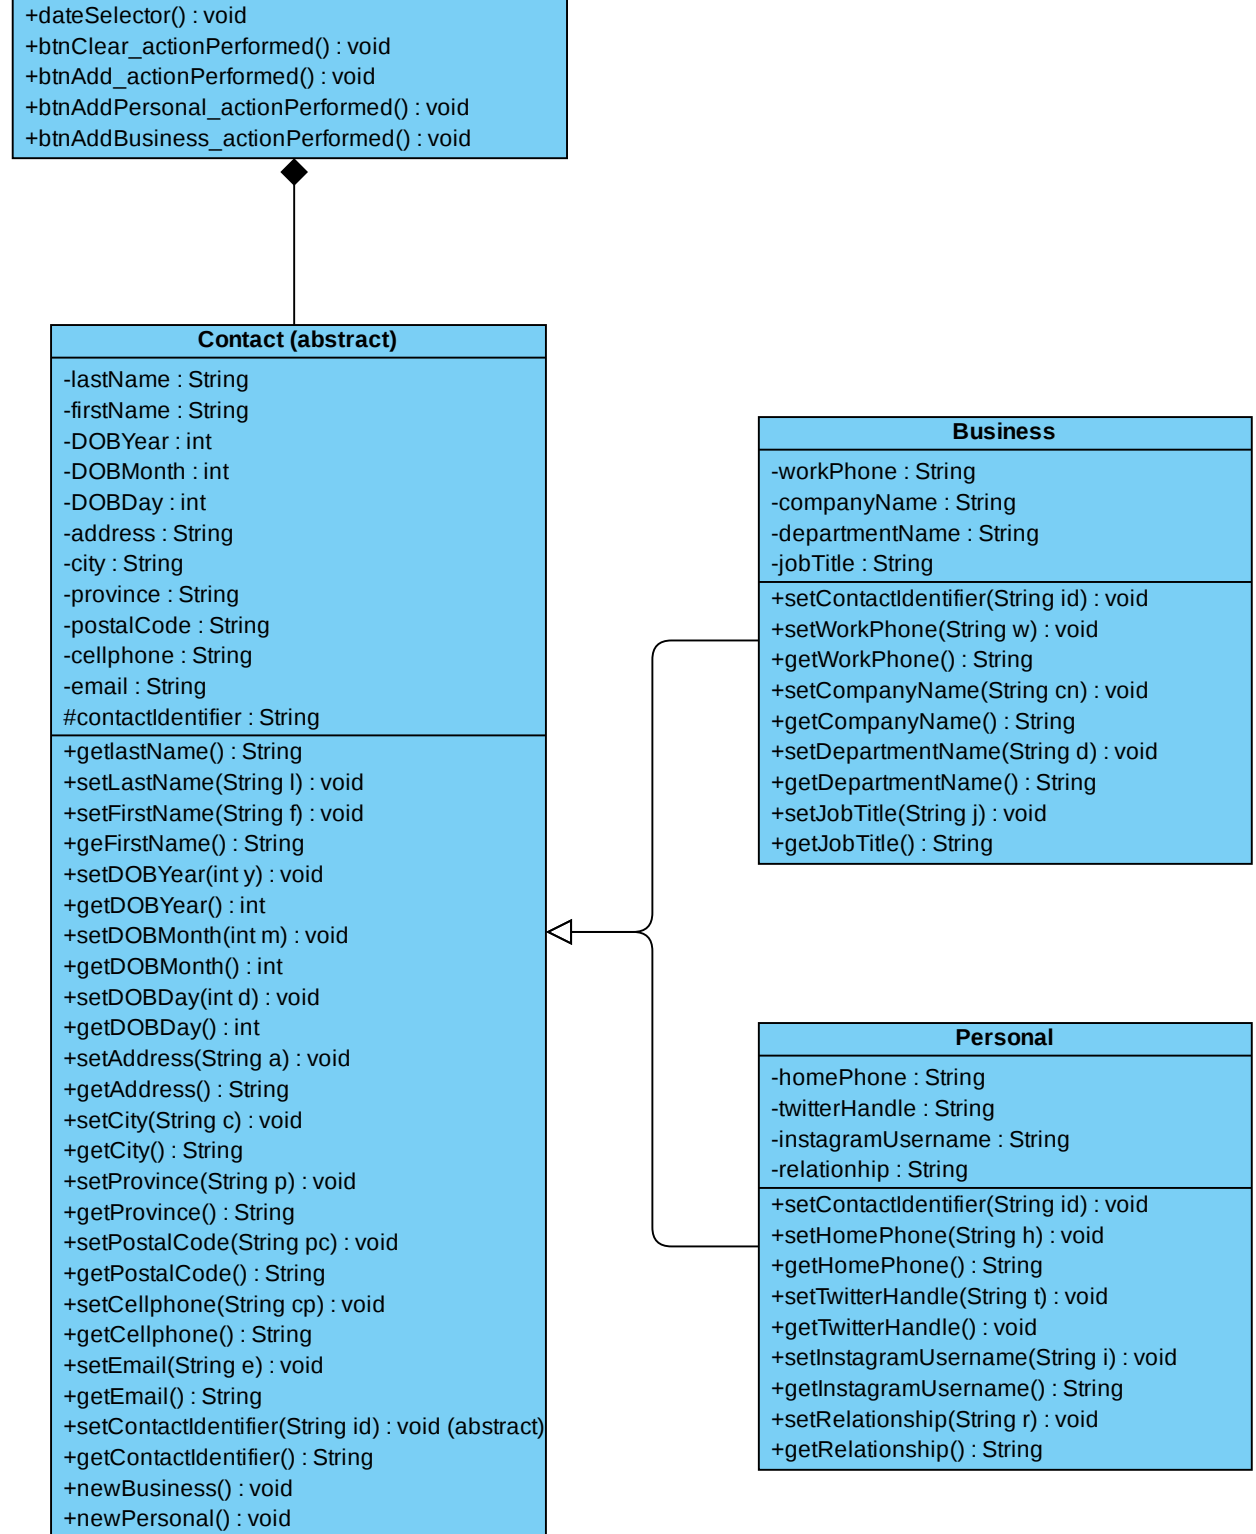 +dateSelector() : void
+btnClear_actionPerformed() : void
+btnAdd_actionPerformed() : void
+btnAddPersonal_actionPerformed() : void
+btnAddBusiness_actionPerformed() : void
Contact (abstract)
-lastName : String
-firstName : String
-DOBYear : int
-DOBMonth : int
-DOBDay : int
-address : String
-city : String
-province : String
-postalCode : String
-cellphone : String
-email : String
#contactIdentifier : String
+getlastName() : String
+setLastName(String l) : void
+setFirstName(String f) : void
+geFirstName() : String
+setDOBYear(int y) : void
+getDOBYear() : int
+setDOBMonth(int m) : void
+getDOBMonth() : int
+setDOBDay(int d) : void
+getDOBDay() : int
+setAddress(String a) : void
+getAddress() : String
+setCity(String c) : void
+getCity() : String
+setProvince(String p) : void
+getProvince() : String
+setPostalCode(String pc) : void
+getPostalCode() : String
+setCellphone(String cp) : void
+getCellphone() : String
+setEmail(String e) : void
+getEmail() : String
+setContactIdentifier(String id) : void (abstract)
+getContactIdentifier() : String
+newBusiness() : void
+newPersonal() : void
Business
-workPhone : String
-companyName : String
-departmentName : String
-jobTitle : String
+setContactIdentifier(String id) : void
+setWorkPhone(String w) : void
+getWorkPhone() : String
+setCompanyName(String cn) : void
+getCompanyName() : String
+setDepartmentName(String d) : void
+getDepartmentName() : String
+setJobTitle(String j) : void
+getJobTitle() : String
Personal
-homePhone : String
-twitterHandle : String
-instagramUsername : String
-relationhip : String
+setContactIdentifier(String id) : void
+setHomePhone(String h) : void
+getHomePhone() : String
+setTwitterHandle(String t) : void
+getTwitterHandle() : void
+setInstagramUsername(String i) : void
+getInstagramUsername() : String
+setRelationship(String r) : void
+getRelationship() : String